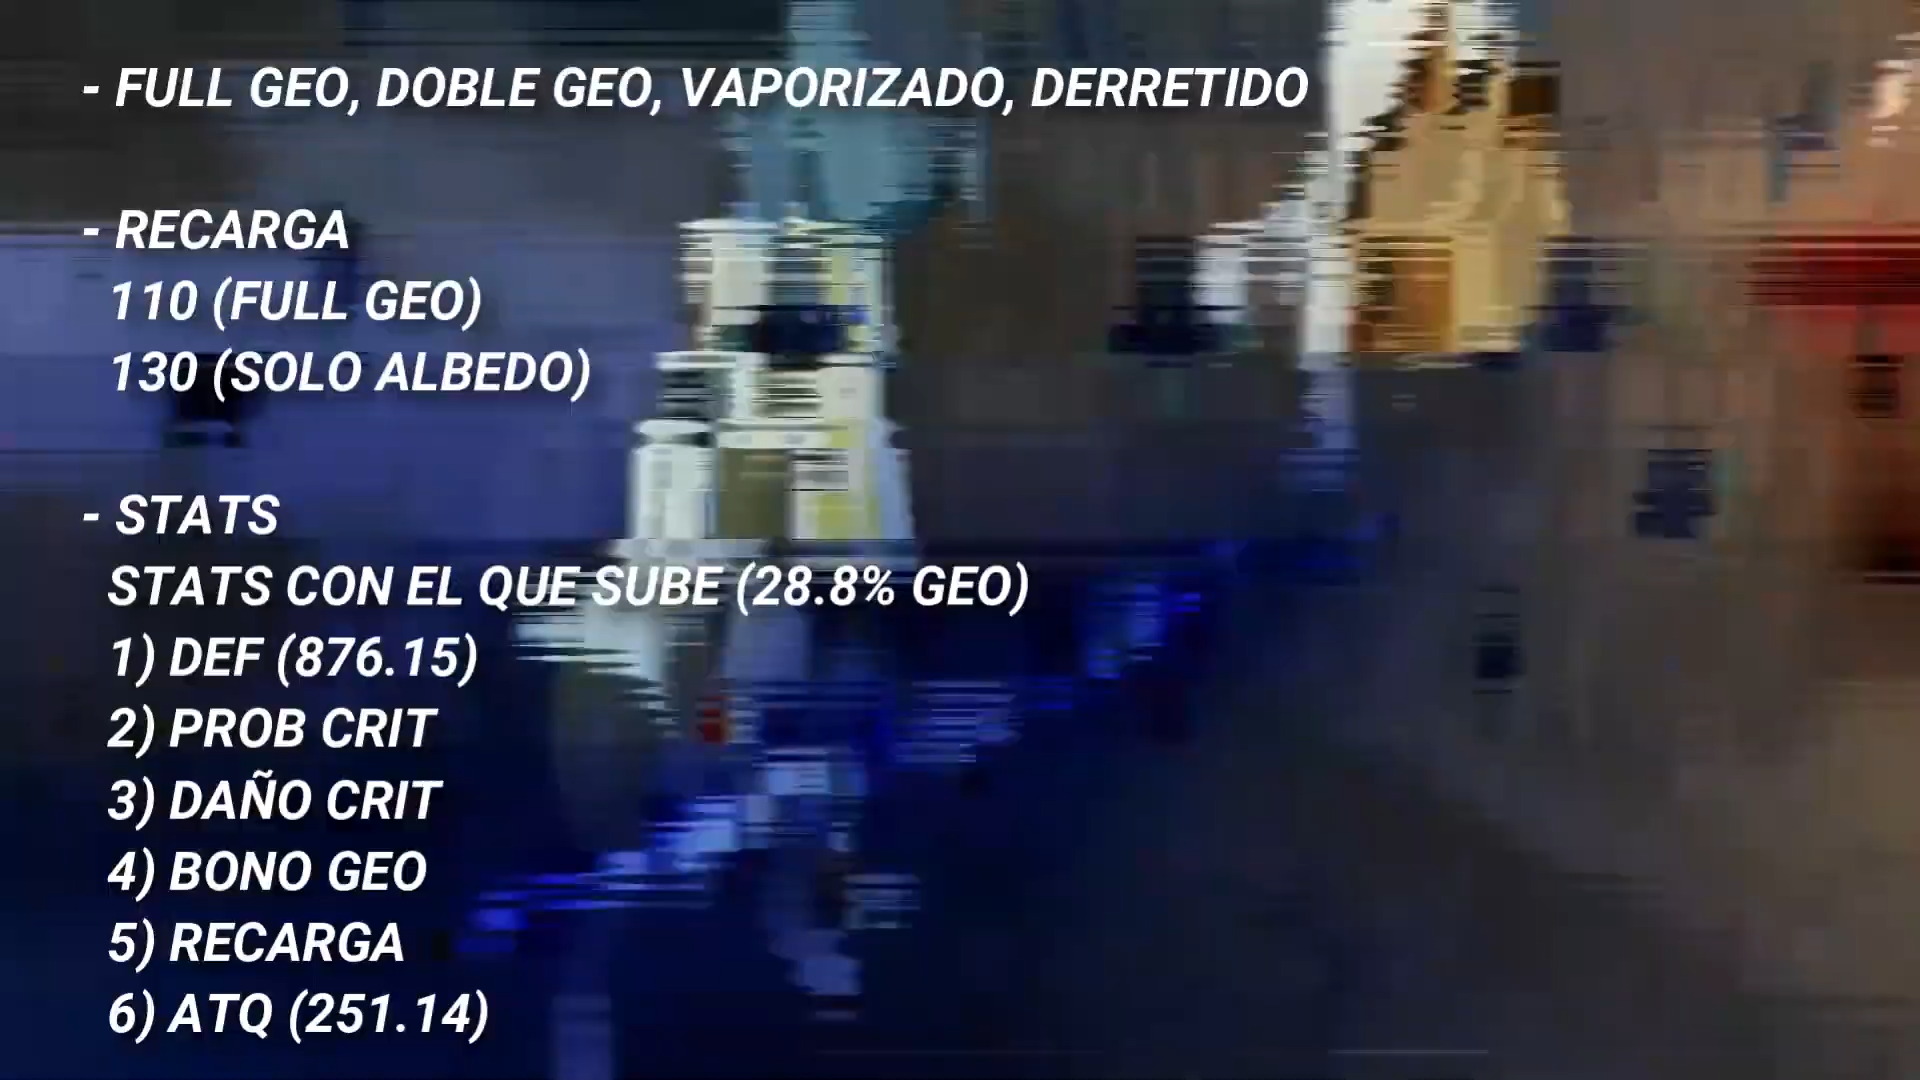 - FULL GEO, DOBLE GEO, VAPORIZADO, DERRETIDO
- RECARGA
110 (FULL GEO)
130 (SOLO ALBEDO)
- STATS
STATS CON EL QUE SUBE (28.8% GEO)
1) DEF (876.15)
2) PROB CRIT
3) DAÑO CRIT
4) BONO GEO
5) RECARGA
6) ATQ (251.14)